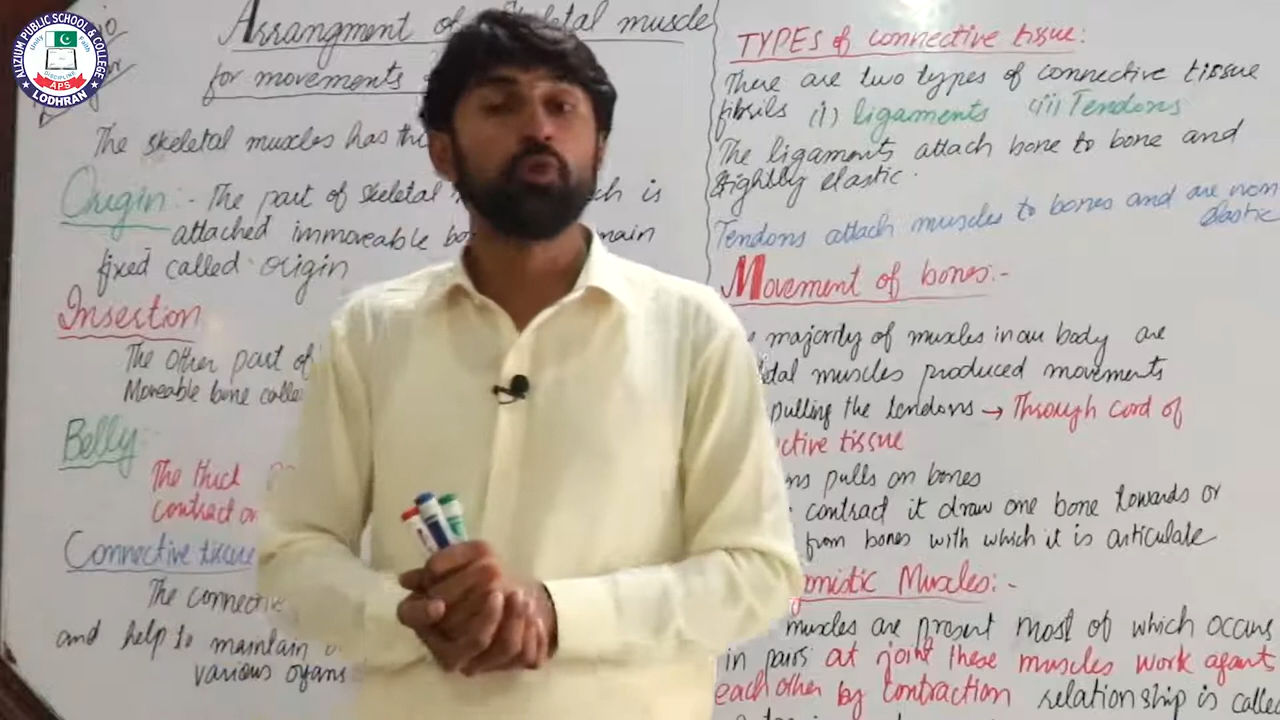 ALIZIUM PUBLIC SCHOOL & COLLEGE
Unity Faith
DISCIPLINE
APS
LODHRAN
Arrangment of Skeletal muscle
for movements
The skeletal muscles has
Origin:- The part of skeletal is
attached immoveable
fixed called origin
Insection
The other part of
Moveable bone
Belly:-
The thick
contract
Connective tissue
The
and help to maintain
various organs
TYPES of connective tissue:
There are two types of connective tissue
fibrils (i) ligaments (ii) Tendons
The ligaments attach bone to bone and
slightly elastic.
Tendons attach muscles to bones and are non
elastic
Movement of bones:-
majority of muscles in our body are
muscles produced movements
pulling the tendons → Through cord of
tissue
pulls on bones
contract it draw one bone towards or
from bones with which it is articulate
Muscles:-
muscles are present most of which occurs
in pairs at joint these muscles work against
each other by contraction relationship is called